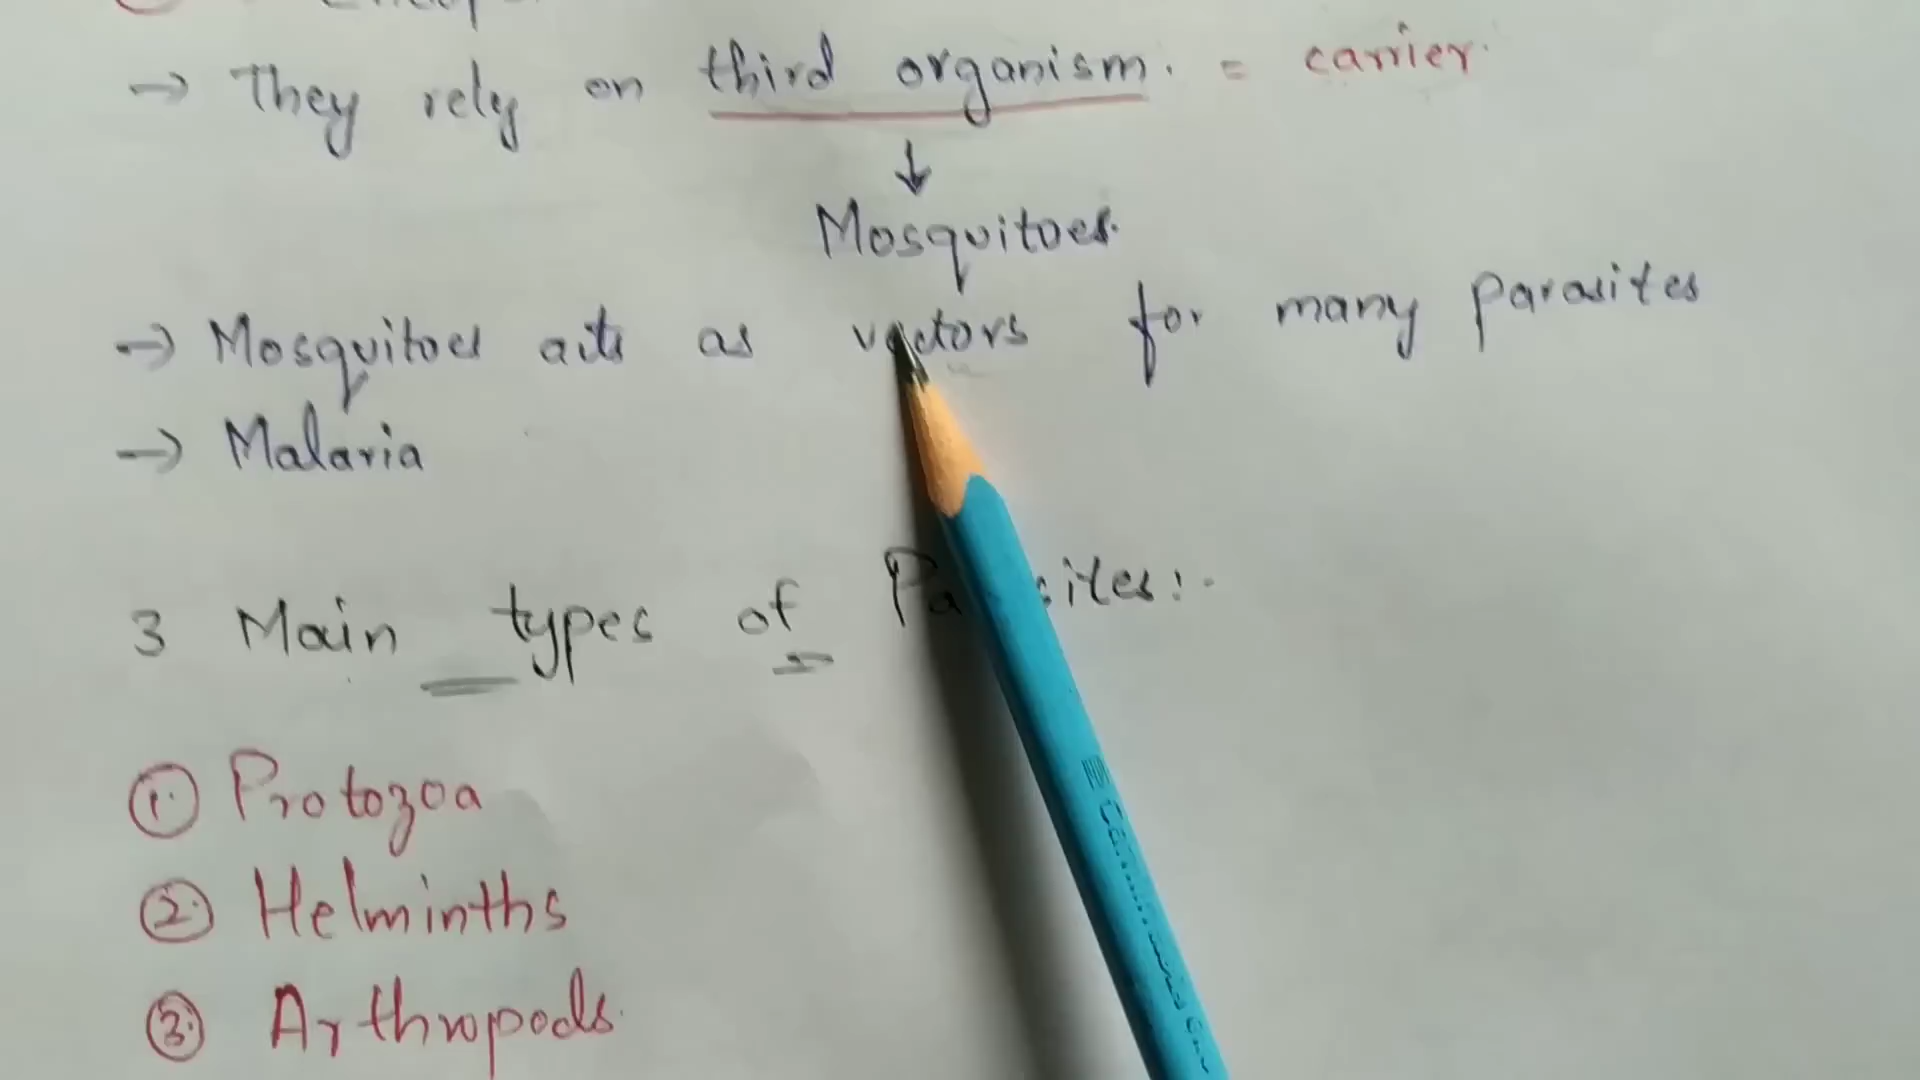 → They rely on third organism. = carrier.
↓
Mosquitoes.
→ Mosquitoes acts as vectors for many parasites
→ Malaria
3 Main types of Parasites:-
1. Protozoa
2. Helminths
3. Arthropods.